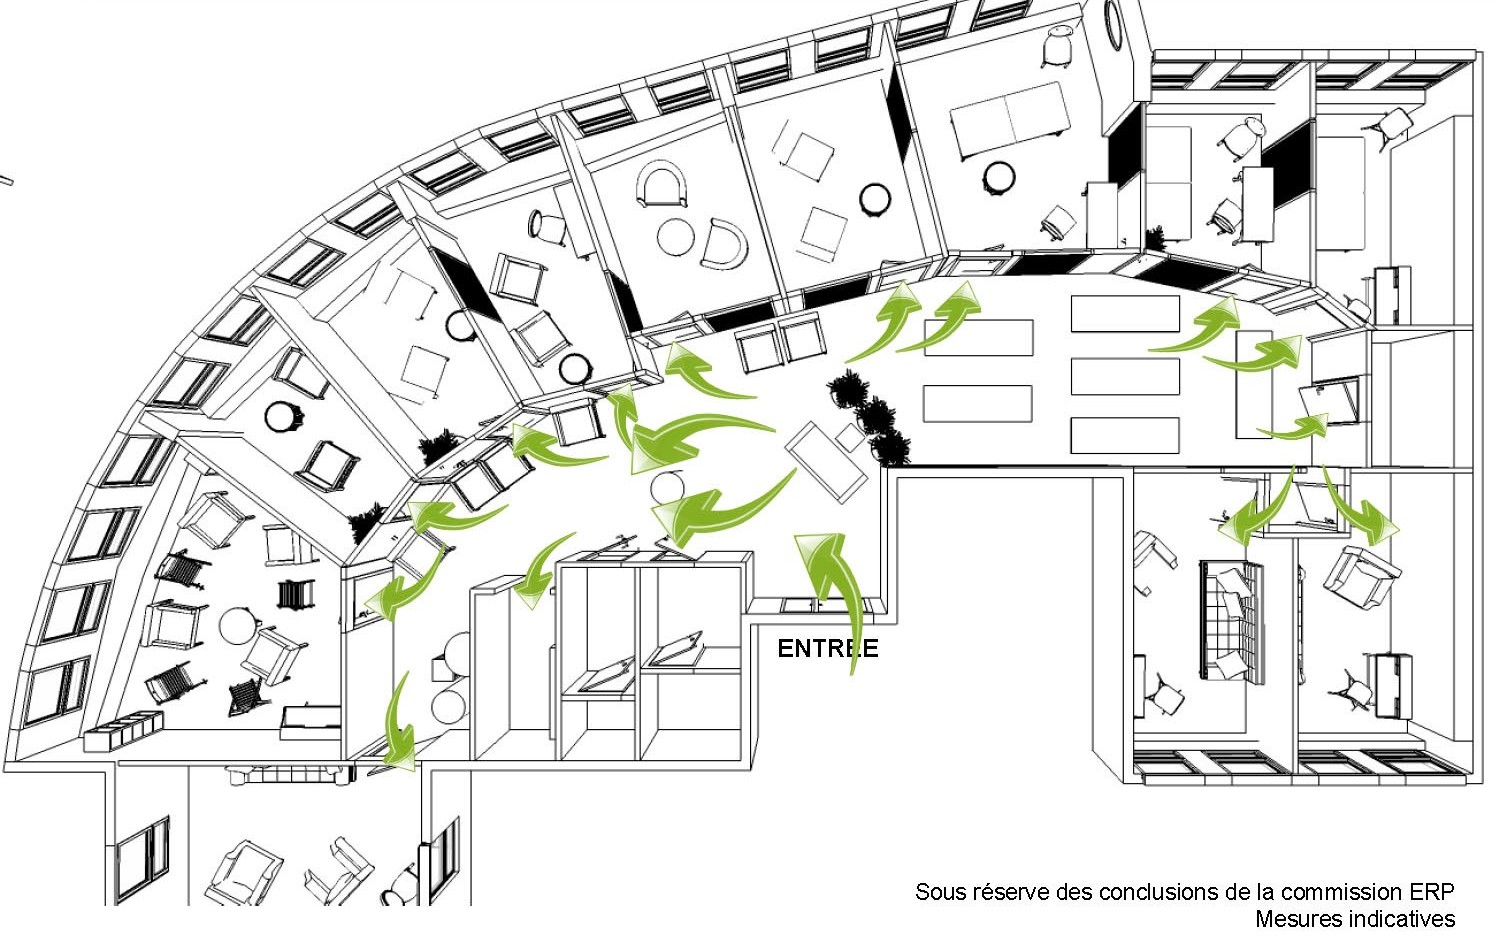 ENTREE
Sous réserve des conclusions de la commission ERP
Mesures indicatives